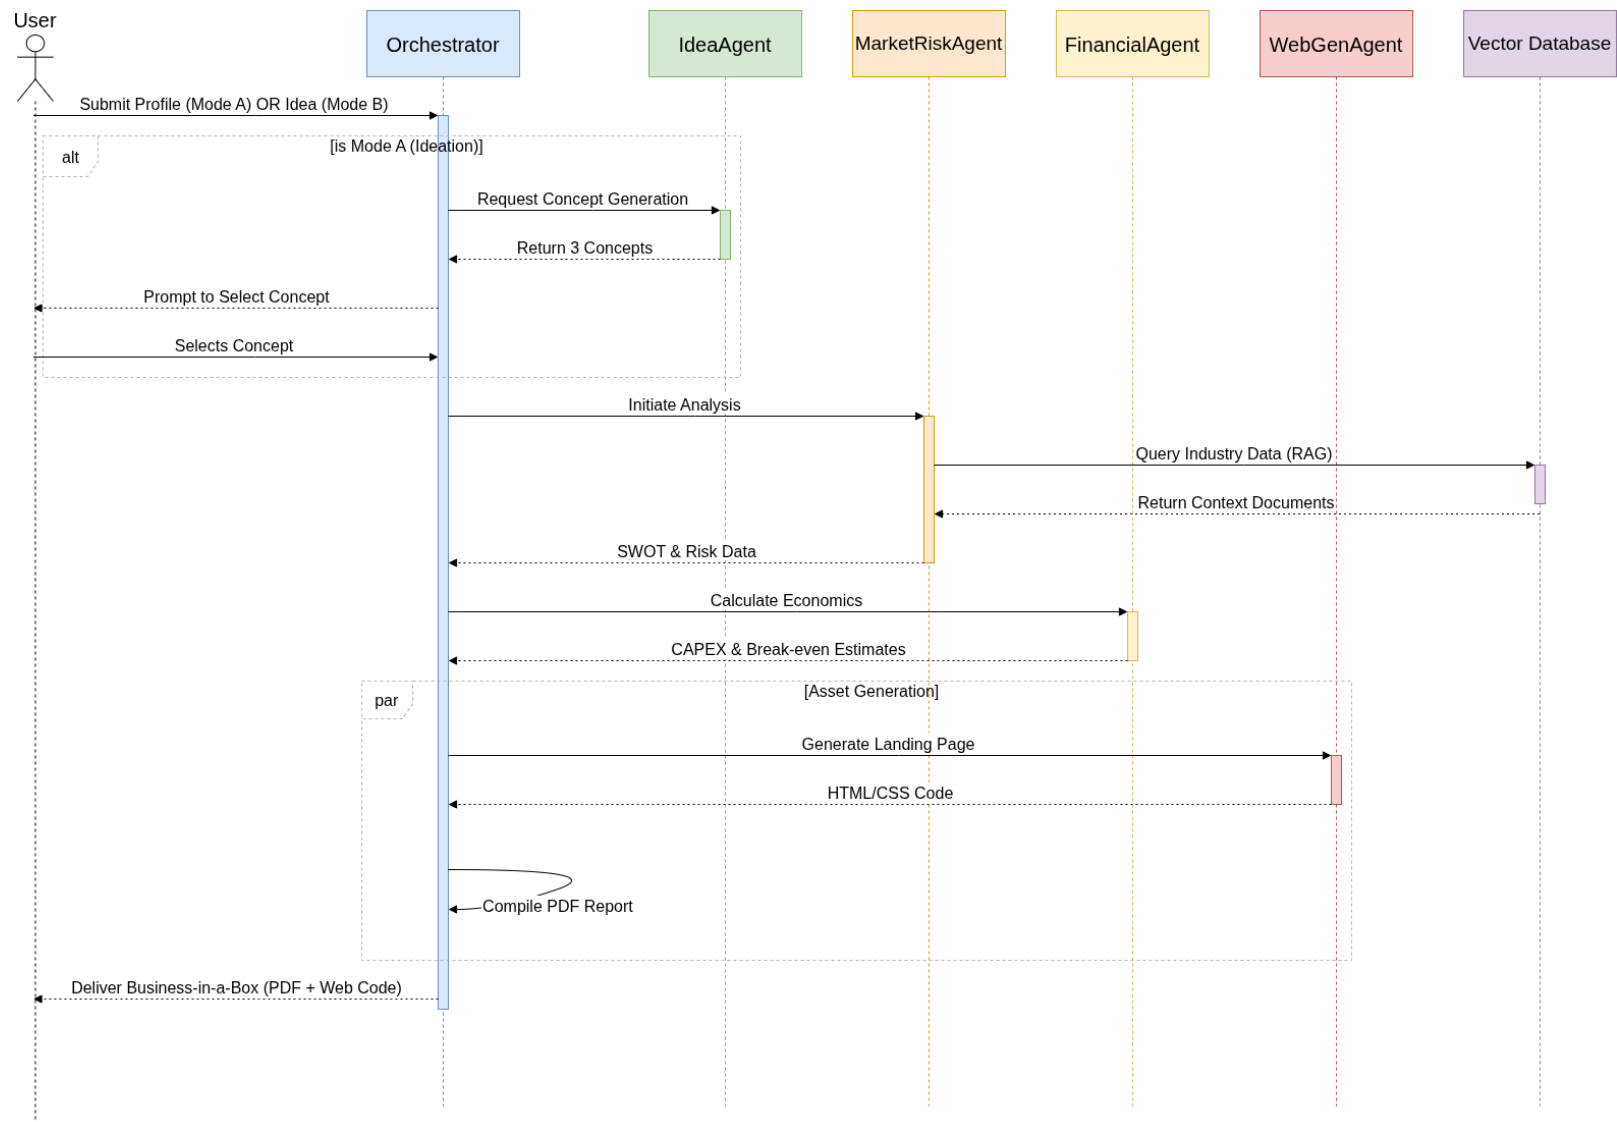 User
Orchestrator
IdeaAgent
MarketRiskAgent
FinancialAgent
WebGenAgent
Vector Database
Submit Profile (Mode A) OR Idea (Mode B)
alt
[is Mode A (Ideation)]
Request Concept Generation
Return 3 Concepts
Prompt to Select Concept
Selects Concept
Initiate Analysis
Query Industry Data (RAG)
Return Context Documents
SWOT & Risk Data
Calculate Economics
CAPEX & Break-even Estimates
par
[Asset Generation]
Generate Landing Page
HTML/CSS Code
Compile PDF Report
Deliver Business-in-a-Box (PDF + Web Code)